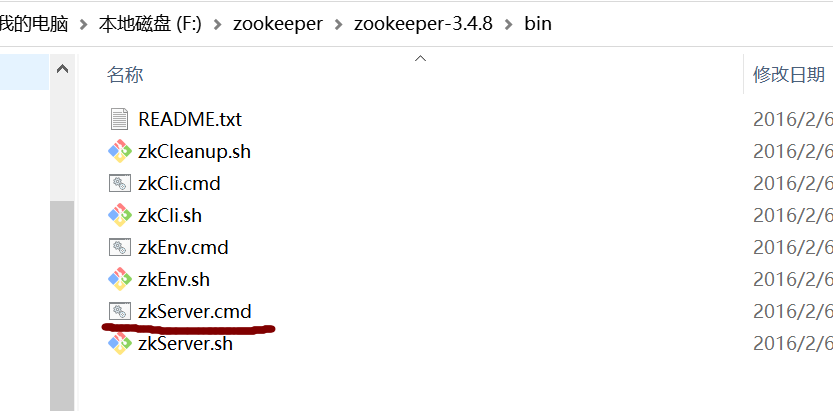 我的电脑 > 本地磁盘 (F:) > zookeeper > zookeeper-3.4.8 > bin
名称 修改日期
README.txt 2016/2/6
zkCleanup.sh 2016/2/6
zkCli.cmd 2016/2/6
zkCli.sh 2016/2/6
zkEnv.cmd 2016/2/6
zkEnv.sh 2016/2/6
zkServer.cmd 2016/2/6
zkServer.sh 2016/2/6